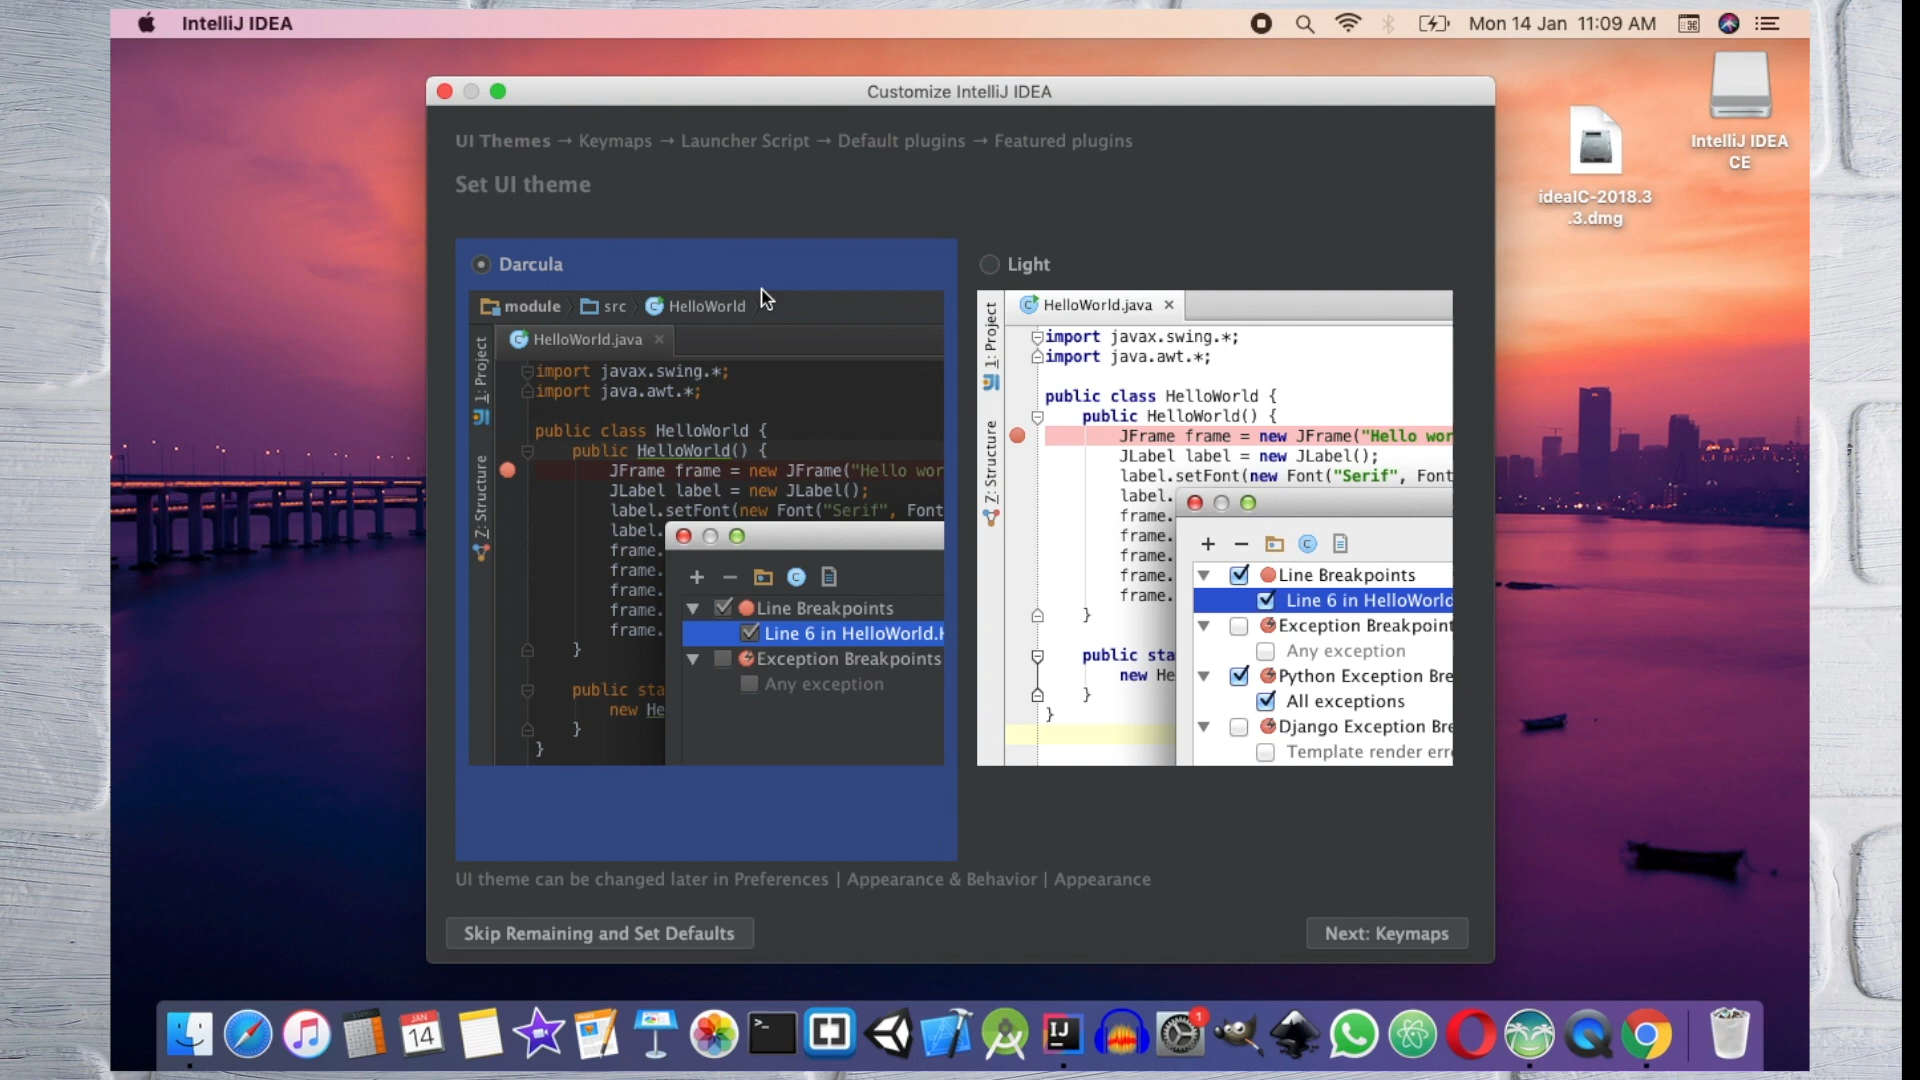 IntelliJ IDEA
Mon 14 Jan 11:09 AM
Customize IntelliJ IDEA
UI Themes → Keymaps → Launcher Script → Default plugins → Featured plugins
Set UI theme
Darcula
module
src
HelloWorld
HelloWorld.java
1: Project
Z: Structure
import javax.swing.*;
import java.awt.*;
public class HelloWorld {
public HelloWorld() {
JFrame frame = new JFrame("Hello wor
JLabel label = new JLabel();
label.setFont(new Font("Serif", Font
label.
frame.
frame.
frame.
frame.
frame.
}
public sta
new He
}
}
Line Breakpoints
Line 6 in HelloWorld.
Exception Breakpoints
Any exception
Light
HelloWorld.java
1: Project
Z: Structure
import javax.swing.*;
import java.awt.*;
public class HelloWorld {
public HelloWorld() {
JFrame frame = new JFrame("Hello wor
JLabel label = new JLabel();
label.setFont(new Font("Serif", Font
label.
frame.
frame.
frame.
frame.
frame.
}
public sta
new He
}
}
Line Breakpoints
Line 6 in HelloWorld
Exception Breakpoint
Any exception
Python Exception Bre
All exceptions
Django Exception Bre
Template render err
UI theme can be changed later in Preferences | Appearance & Behavior | Appearance
Skip Remaining and Set Defaults
Next: Keymaps
ideaIC-2018.3
.3.dmg
IntelliJ IDEA
CE
JAN
14
IJ
1